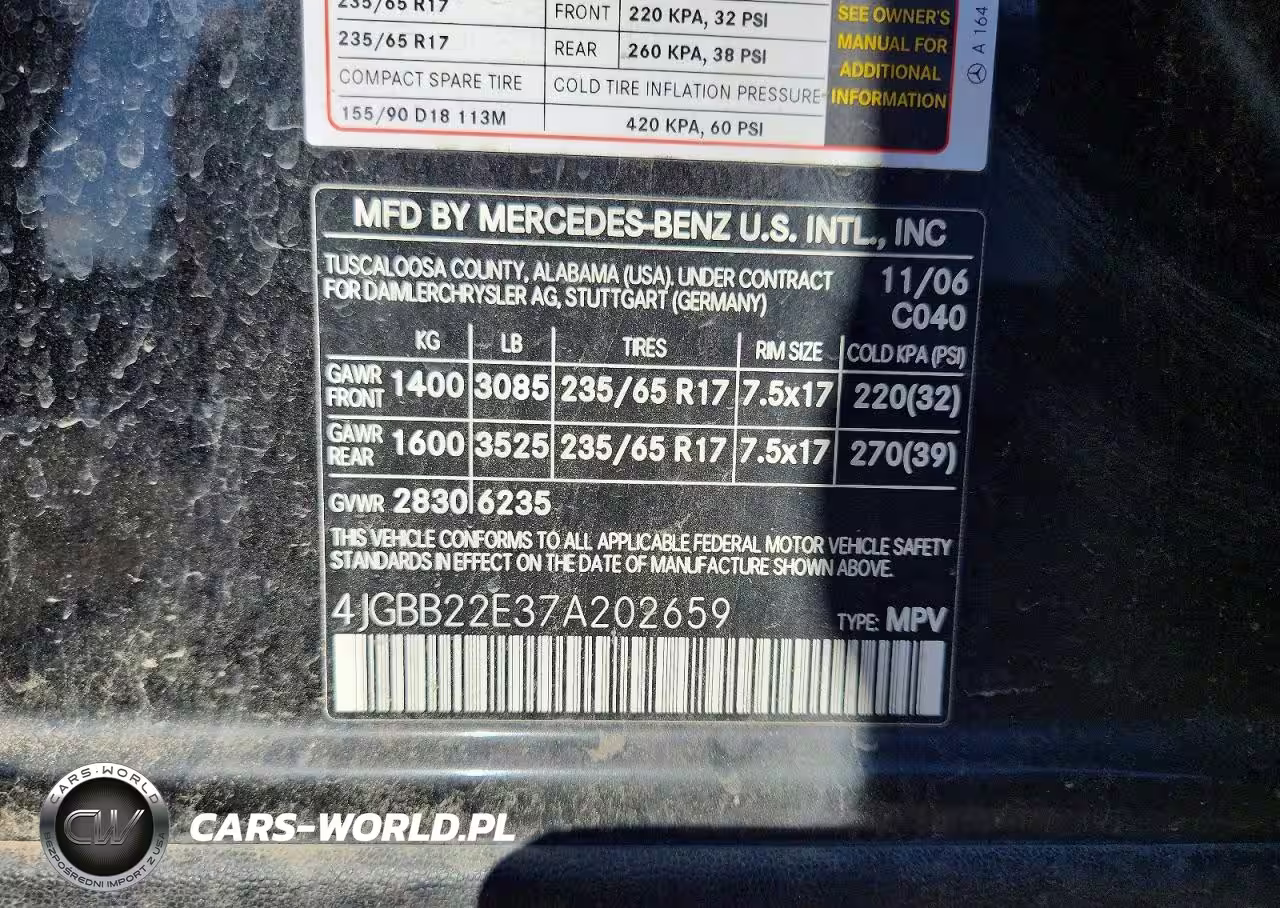 235/65 R17 FRONT 220 KPA, 32 PSI
235/65 R17 REAR 260 KPA, 38 PSI
COMPACT SPARE TIRE COLD TIRE INFLATION PRESSURE
155/90 D18 113M 420 KPA, 60 PSI
SEE OWNER'S
MANUAL FOR
ADDITIONAL
INFORMATION
A 164
MFD BY MERCEDES-BENZ U.S. INTL., INC
TUSCALOOSA COUNTY, ALABAMA (USA), UNDER CONTRACT
FOR DAIMLERCHRYSLER AG, STUTTGART (GERMANY)
11/06
C040
KG LB TIRES RIM SIZE COLD KPA (PSI)
GAWR FRONT 1400 3085 235/65 R17 7.5x17 220(32)
GAWR REAR 1600 3525 235/65 R17 7.5x17 270(39)
GVWR 2830 6235
THIS VEHICLE CONFORMS TO ALL APPLICABLE FEDERAL MOTOR VEHICLE SAFETY
STANDARDS IN EFFECT ON THE DATE OF MANUFACTURE SHOWN ABOVE.
4JGBB22E37A202659 TYPE: MPV
CARS-WORLD
CW
BEZPOŚREDNI IMPORT Z USA
CARS-WORLD.PL